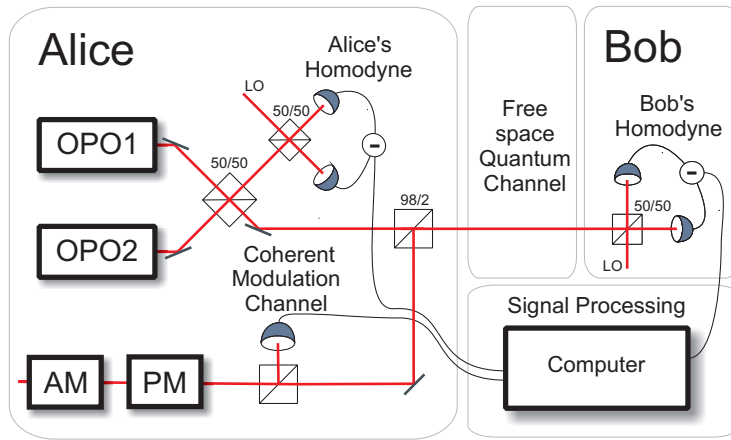 Alice
Alice's
Homodyne
LO
50/50
50/50
OPO1
OPO2
98/2
Coherent
Modulation
Channel
AM
PM
Free
space
Quantum
Channel
Bob
Bob's
Homodyne
50/50
LO
-
-
Signal Processing
Computer